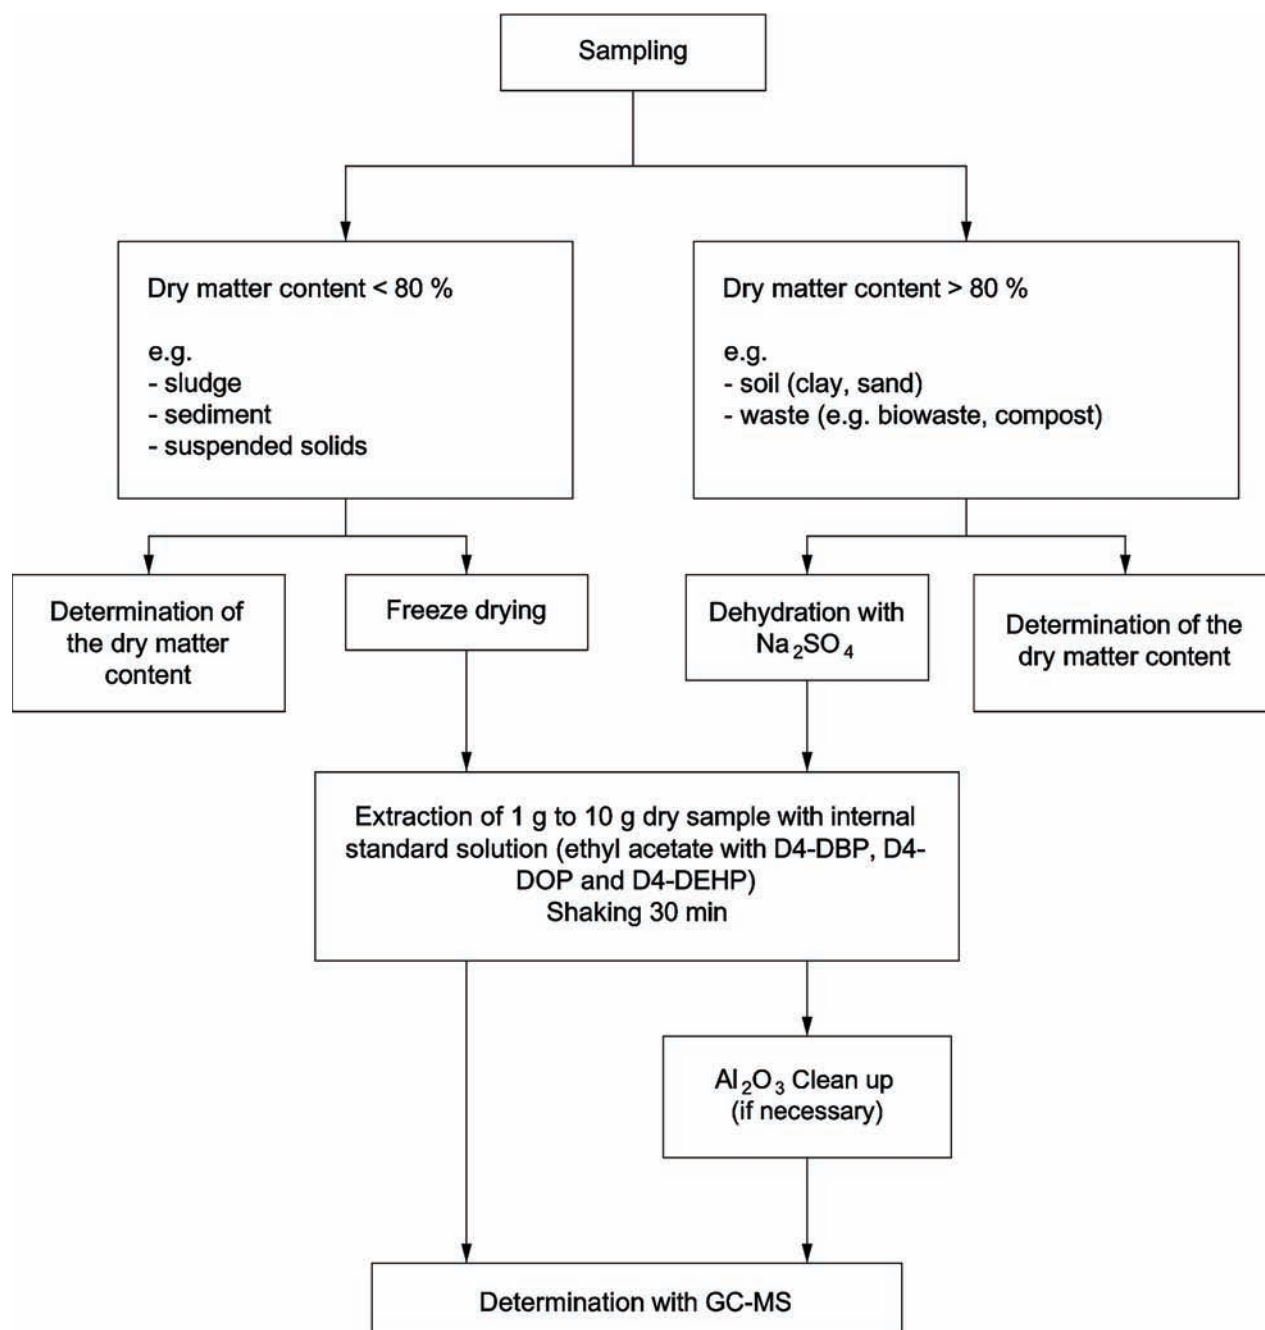 Sampling
Dry matter content < 80 %
e.g.
- sludge
- sediment
- suspended solids
Dry matter content > 80 %
e.g.
- soil (clay, sand)
- waste (e.g. biowaste, compost)
Determination of
the dry matter
content
Freeze drying
Dehydration with
Na₂SO₄
Determination of the
dry matter content
Extraction of 1 g to 10 g dry sample with internal
standard solution (ethyl acetate with D4-DBP, D4-
DOP and D4-DEHP)
Shaking 30 min
Al₂O₃ Clean up
(if necessary)
Determination with GC-MS